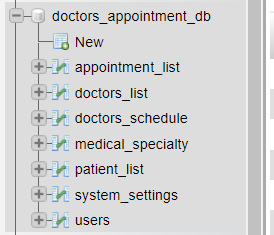 doctors_appointment_db
New
appointment_list
doctors_list
doctors_schedule
medical_specialty
patient_list
system_settings
users